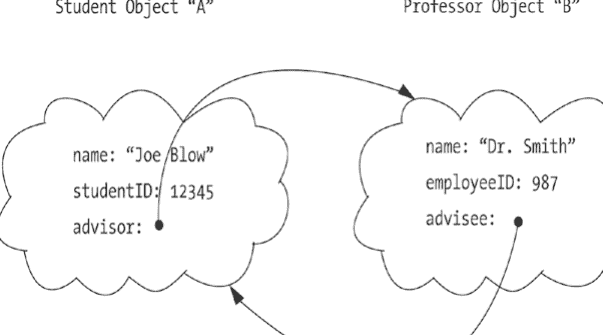 Student Object “A”
Professor Object “B”
name: “Joe Blow”
studentID: 12345
advisor:
name: “Dr. Smith”
employeeID: 987
advisee: